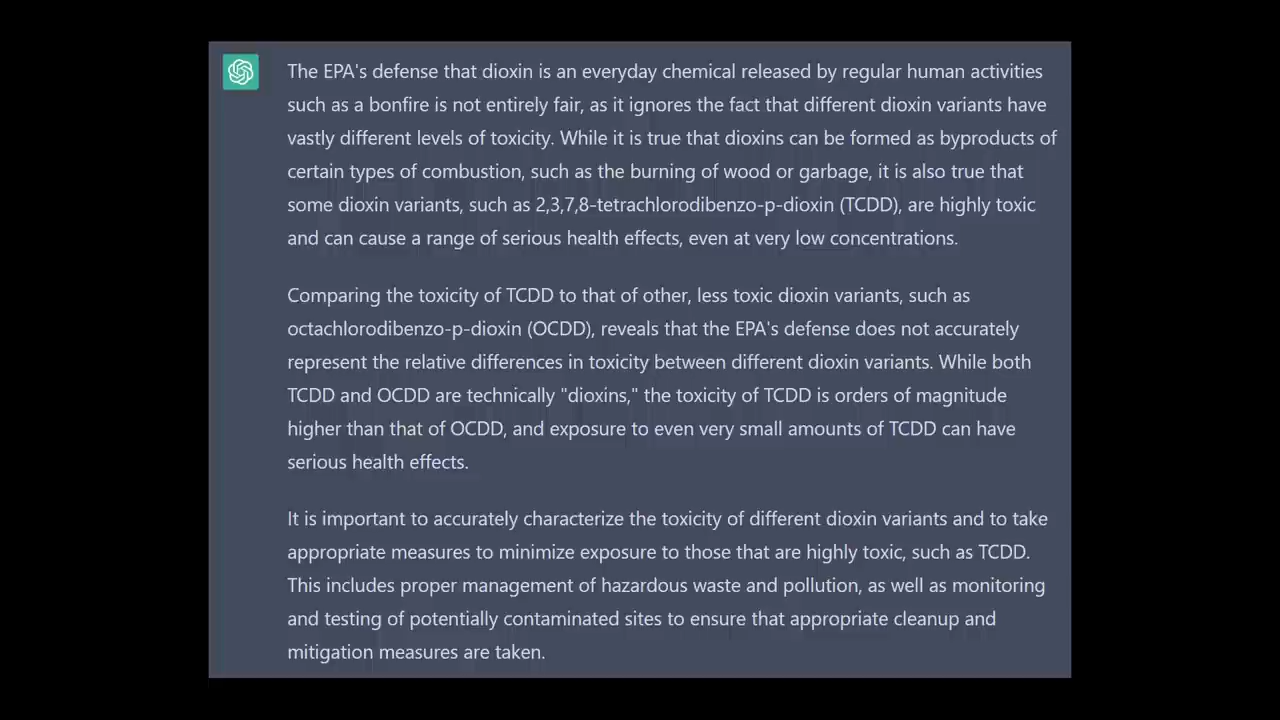 The EPA's defense that dioxin is an everyday chemical released by regular human activities
such as a bonfire is not entirely fair, as it ignores the fact that different dioxin variants have
vastly different levels of toxicity. While it is true that dioxins can be formed as byproducts of
certain types of combustion, such as the burning of wood or garbage, it is also true that
some dioxin variants, such as 2,3,7,8-tetrachlorodibenzo-p-dioxin (TCDD), are highly toxic
and can cause a range of serious health effects, even at very low concentrations.
Comparing the toxicity of TCDD to that of other, less toxic dioxin variants, such as
octachlorodibenzo-p-dioxin (OCDD), reveals that the EPA's defense does not accurately
represent the relative differences in toxicity between different dioxin variants. While both
TCDD and OCDD are technically "dioxins," the toxicity of TCDD is orders of magnitude
higher than that of OCDD, and exposure to even very small amounts of TCDD can have
serious health effects.
It is important to accurately characterize the toxicity of different dioxin variants and to take
appropriate measures to minimize exposure to those that are highly toxic, such as TCDD.
This includes proper management of hazardous waste and pollution, as well as monitoring
and testing of potentially contaminated sites to ensure that appropriate cleanup and
mitigation measures are taken.